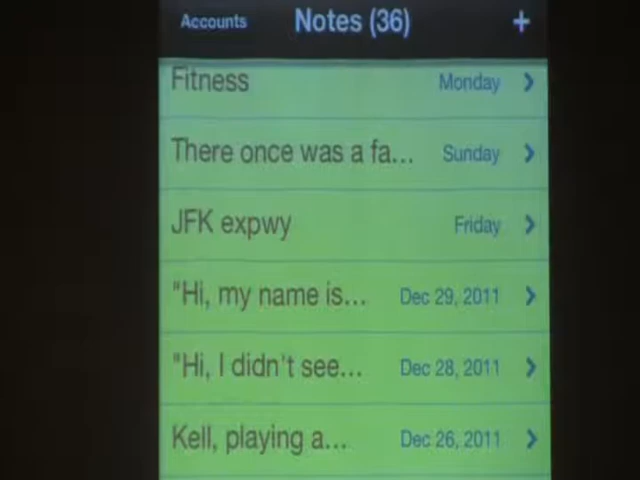 Accounts Notes (36) +
Fitness Monday
There once was a fa... Sunday
JFK expwy Friday
"Hi, my name is... Dec 29, 2011
"Hi, I didn't see... Dec 28, 2011
Kell, playing a... Dec 26, 2011